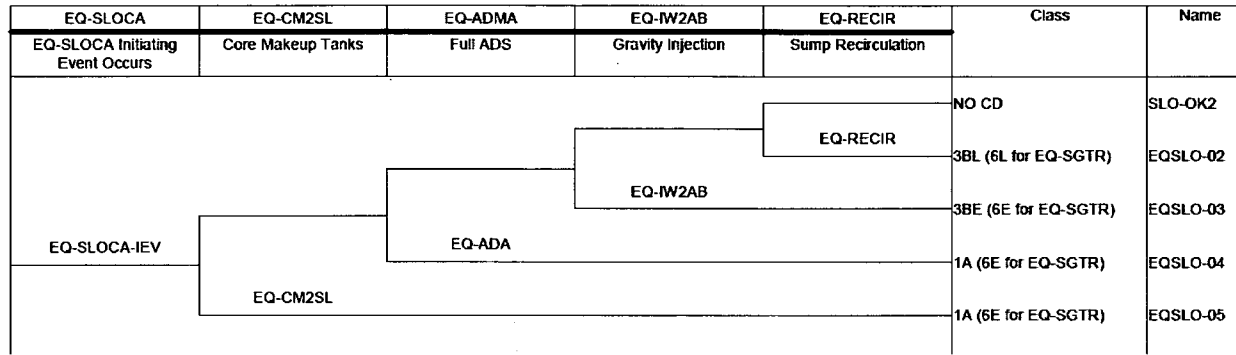 EQ-SLOCA EQ-CM2SL EQ-ADMA EQ-IW2AB EQ-RECIR Class Name
EQ-SLOCA Initiating Core Makeup Tanks Full ADS Gravity Injection Sump Recirculation
Event Occurs
NO CD SLO-OK2
EQ-RECIR
3BL (6L for EQ-SGTR) EQSLO-02
EQ-IW2AB
3BE (6E for EQ-SGTR) EQSLO-03
EQ-SLOCA-IEV EQ-ADA
1A (6E for EQ-SGTR) EQSLO-04
EQ-CM2SL
1A (6E for EQ-SGTR) EQSLO-05